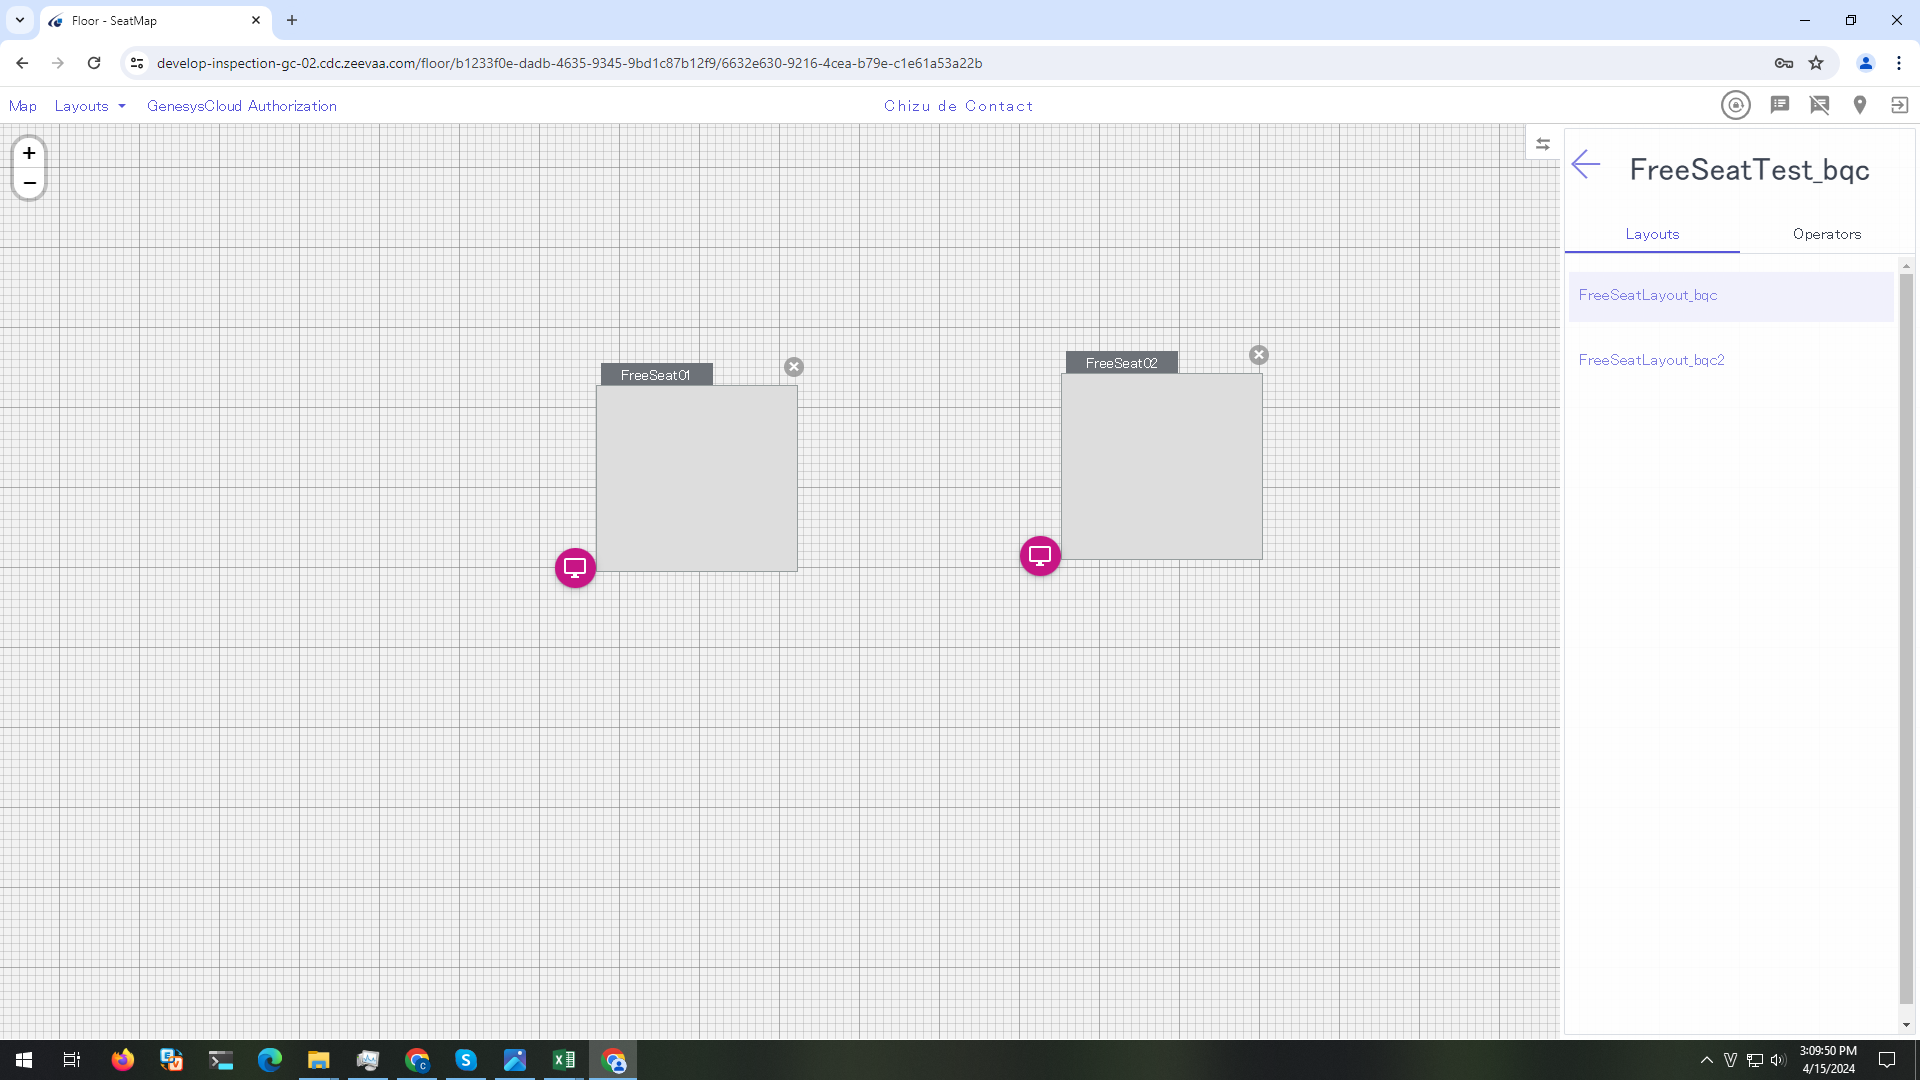 Floor - SeatMap
develop-inspection-gc-02.cdc.zeevaa.com/floor/b1233f0e-dadb-4635-9345-9bd1c87b12f9/6632e630-9216-4cea-b79e-c1e61a53a22b
Map Layouts GenesysCloud Authorization Chizu de Contact
+
−
FreeSeatTest_bqc
Layouts Operators
FreeSeatLayout_bqc
FreeSeatLayout_bqc2
FreeSeat01
FreeSeat02
3:09:50 PM
4/15/2024